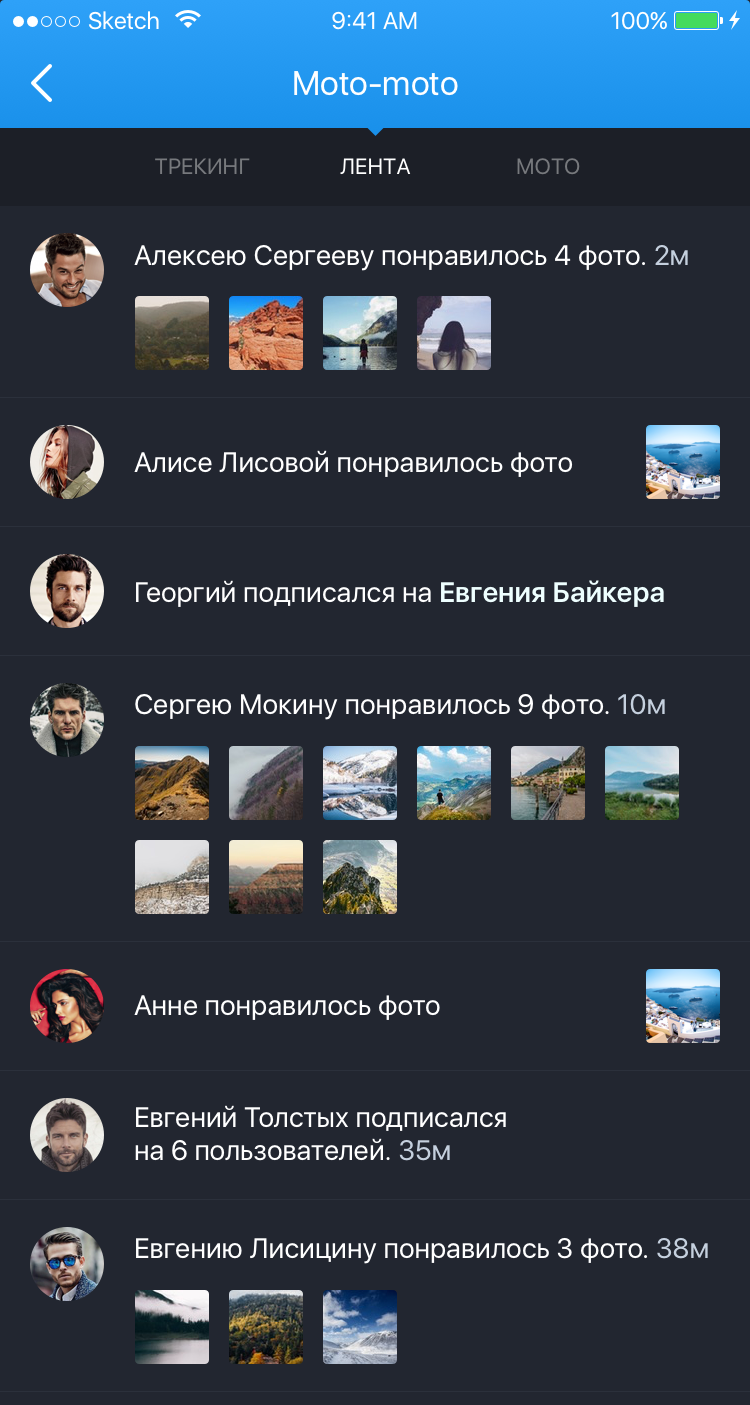 Sketch 9:41 AM 100%
Moto-moto
ТРЕКИНГ ЛЕНТА МОТО
Алексею Сергееву понравилось 4 фото. 2м
Алисе Лисовой понравилось фото
Георгий подписался на Евгения Байкера
Сергею Мокину понравилось 9 фото. 10м
Анне понравилось фото
Евгений Толстых подписался
на 6 пользователей. 35м
Евгению Лисицину понравилось 3 фото. 38м